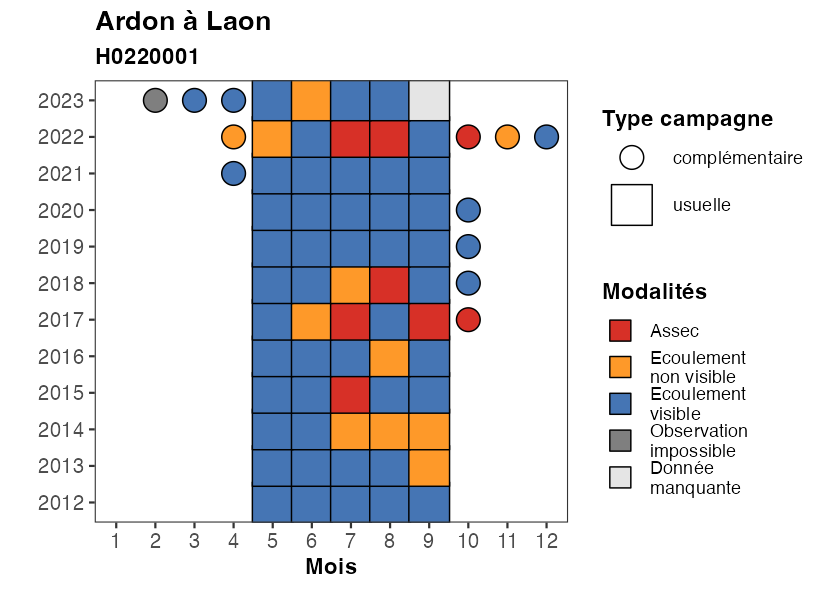 Ardon à Laon
H0220001
2023
2022
2021
2020
2019
2018
2017
2016
2015
2014
2013
2012
1 2 3 4 5 6 7 8 9 10 11 12
Mois
Type campagne
complémentaire
usuelle
Modalités
Assec
Ecoulement
non visible
Ecoulement
visible
Observation
impossible
Donnée
manquante